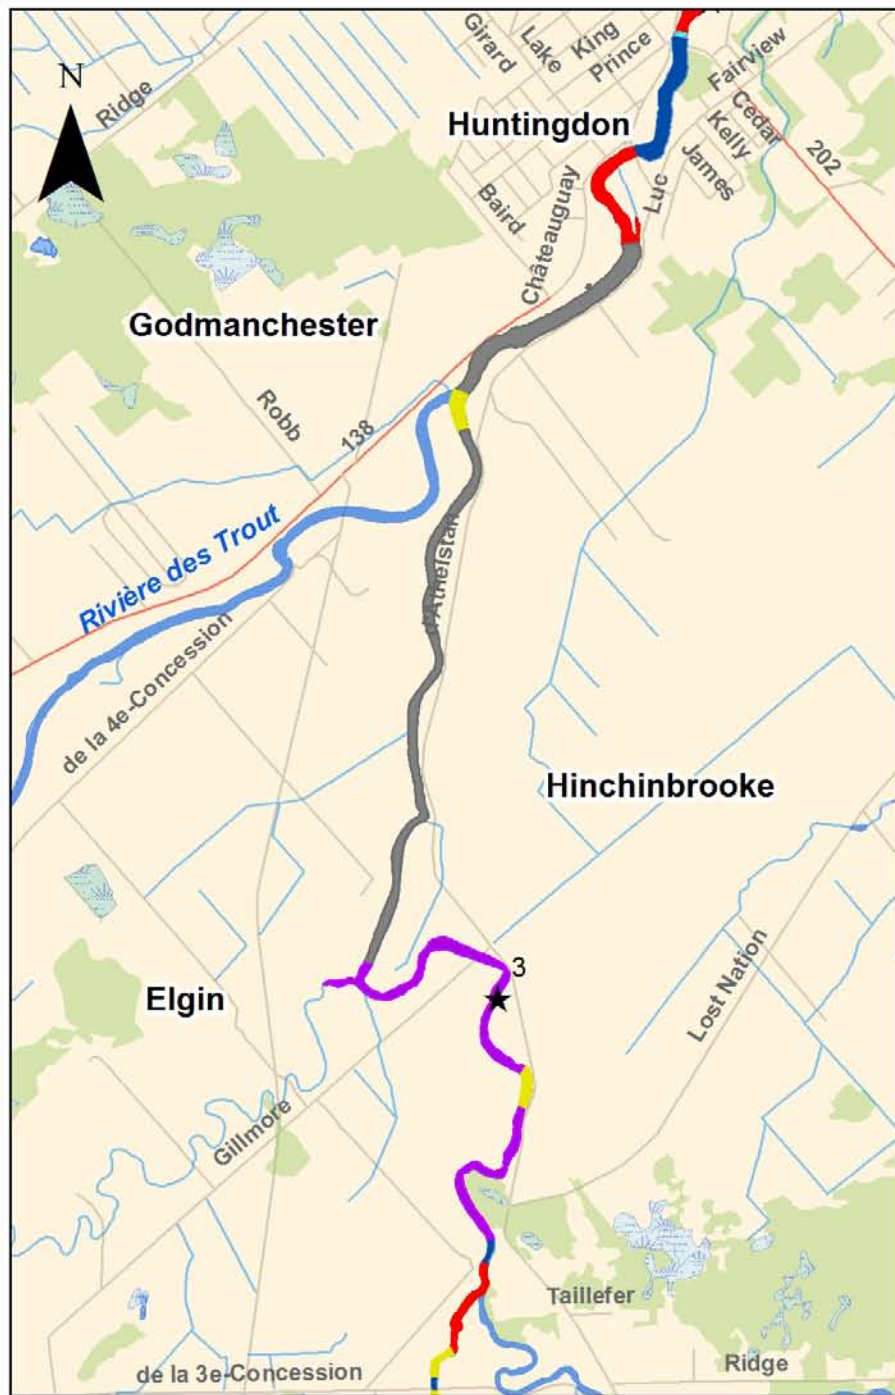 N
Ridge
Girard
Lake
King
Prince
Fairview
Cedar
Kelly
James
202
Huntingdon
Baird
Châteauguay
Luc
Godmanchester
Robb
138
Rivière des Trout
d'Athelstan
de la 4e-Concession
Hinchinbrooke
Lost Nation
3
Elgin
Gillmore
Taillefer
de la 3e-Concession
Ridge